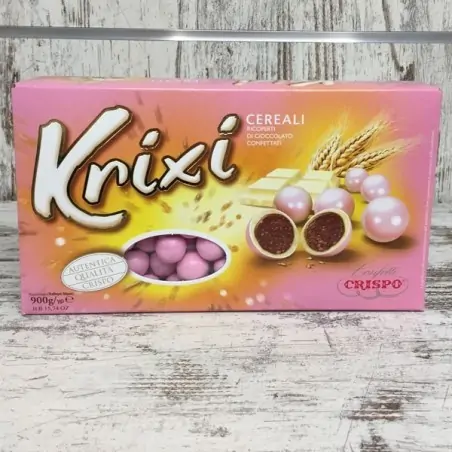 Krixi
CEREALI
RICOPERTI
DI CIOCCOLATO
CONFETTATI
AUTENTICA
QUALITÀ
CRISPO
900g/
Confetti
CRISPO